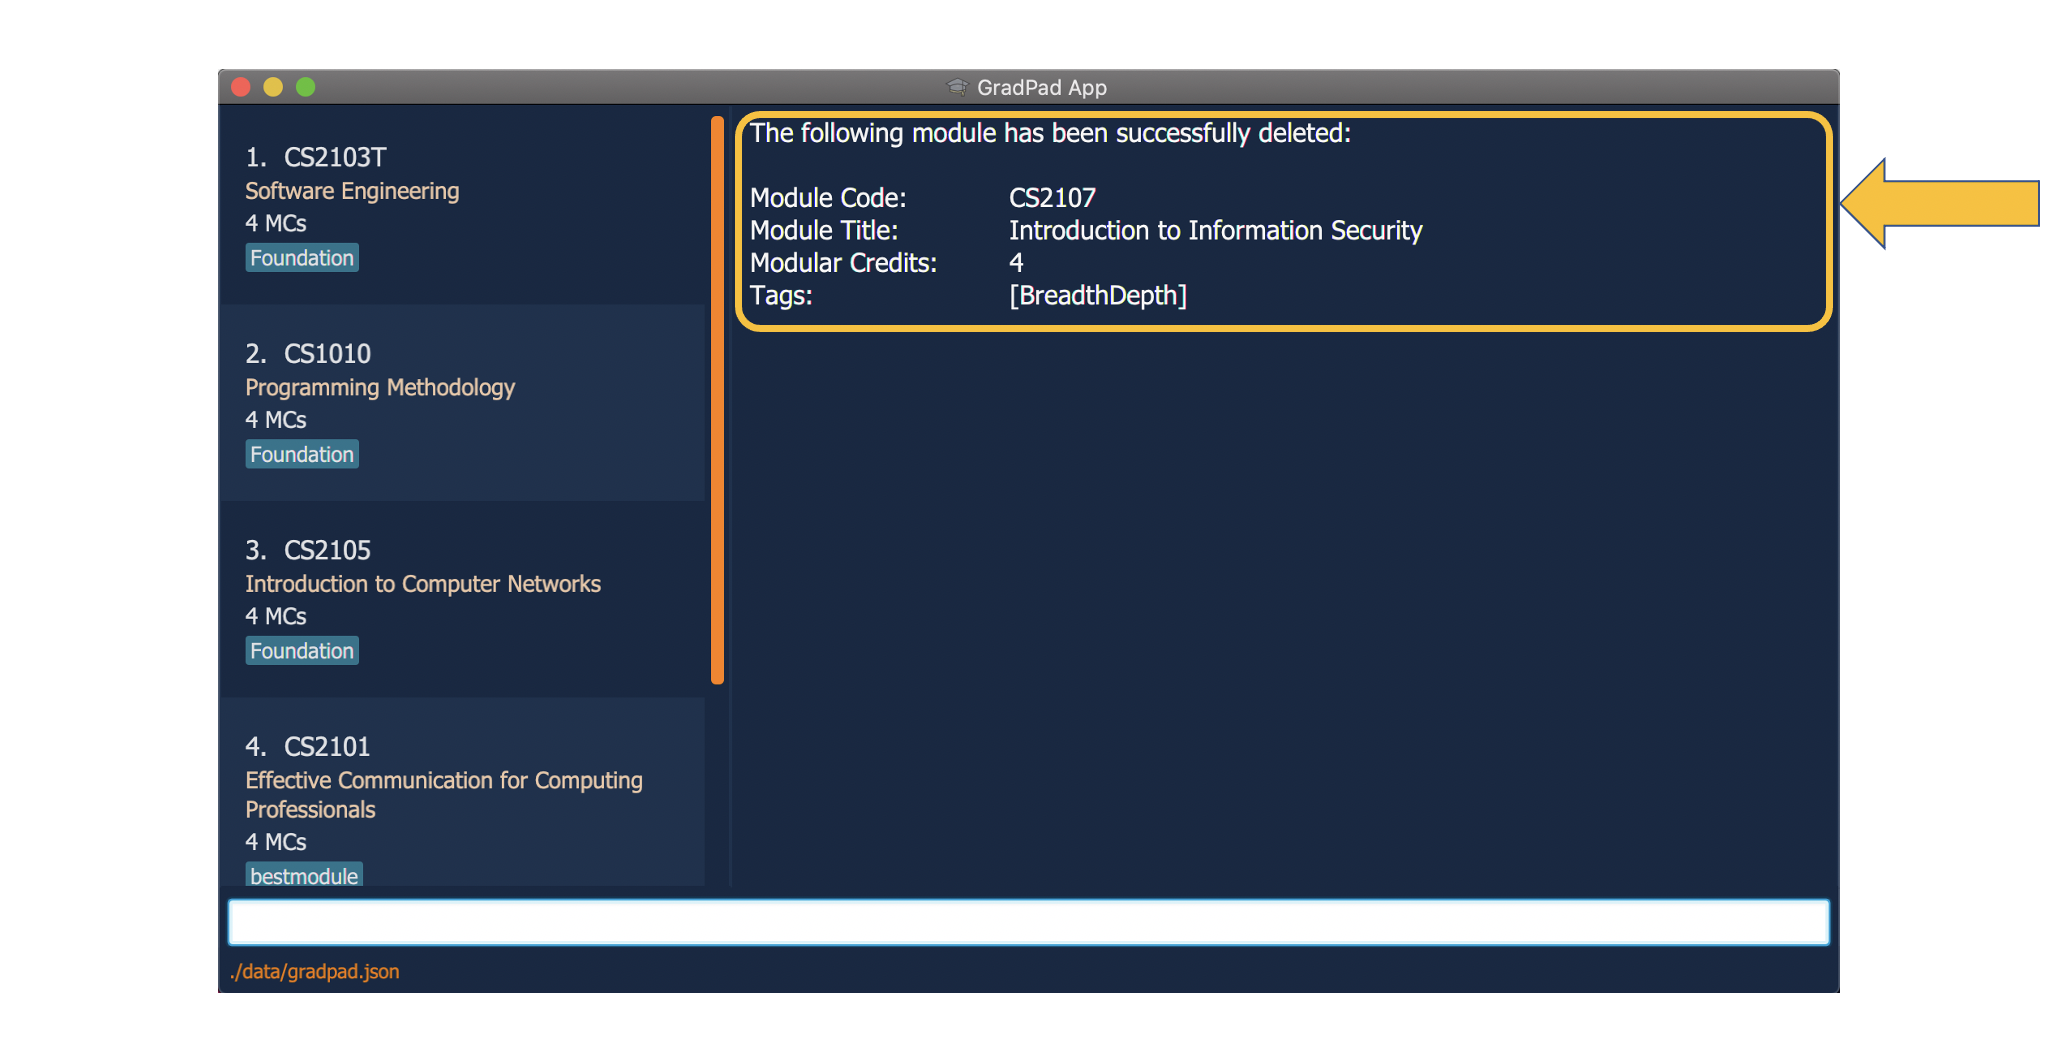 GradPad App
1. CS2103T
Software Engineering
4 MCs
Foundation
2. CS1010
Programming Methodology
4 MCs
Foundation
3. CS2105
Introduction to Computer Networks
4 MCs
Foundation
4. CS2101
Effective Communication for Computing
Professionals
4 MCs
bestmodule
The following module has been successfully deleted:
Module Code: CS2107
Module Title: Introduction to Information Security
Modular Credits: 4
Tags: [BreadthDepth]
./data/gradpad.json